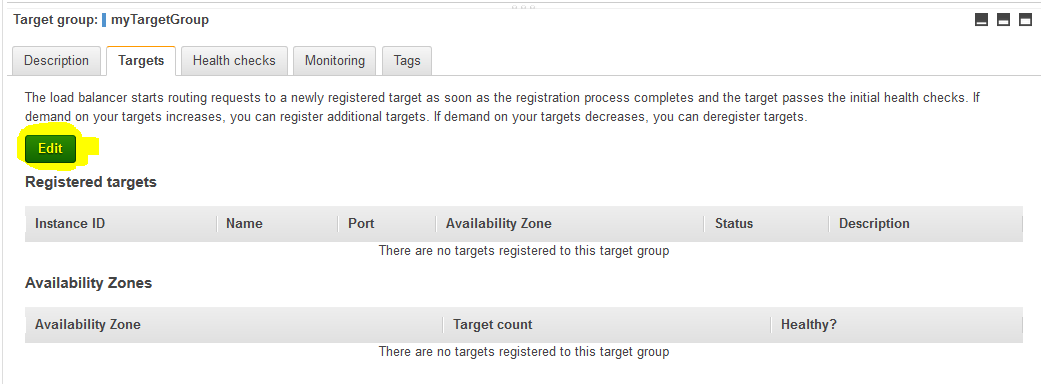 Target group: myTargetGroup
Description Targets Health checks Monitoring Tags
The load balancer starts routing requests to a newly registered target as soon as the registration process completes and the target passes the initial health checks. If
demand on your targets increases, you can register additional targets. If demand on your targets decreases, you can deregister targets.
Edit
Registered targets
Instance ID Name Port Availability Zone Status Description
There are no targets registered to this target group
Availability Zones
Availability Zone Target count Healthy?
There are no targets registered to this target group